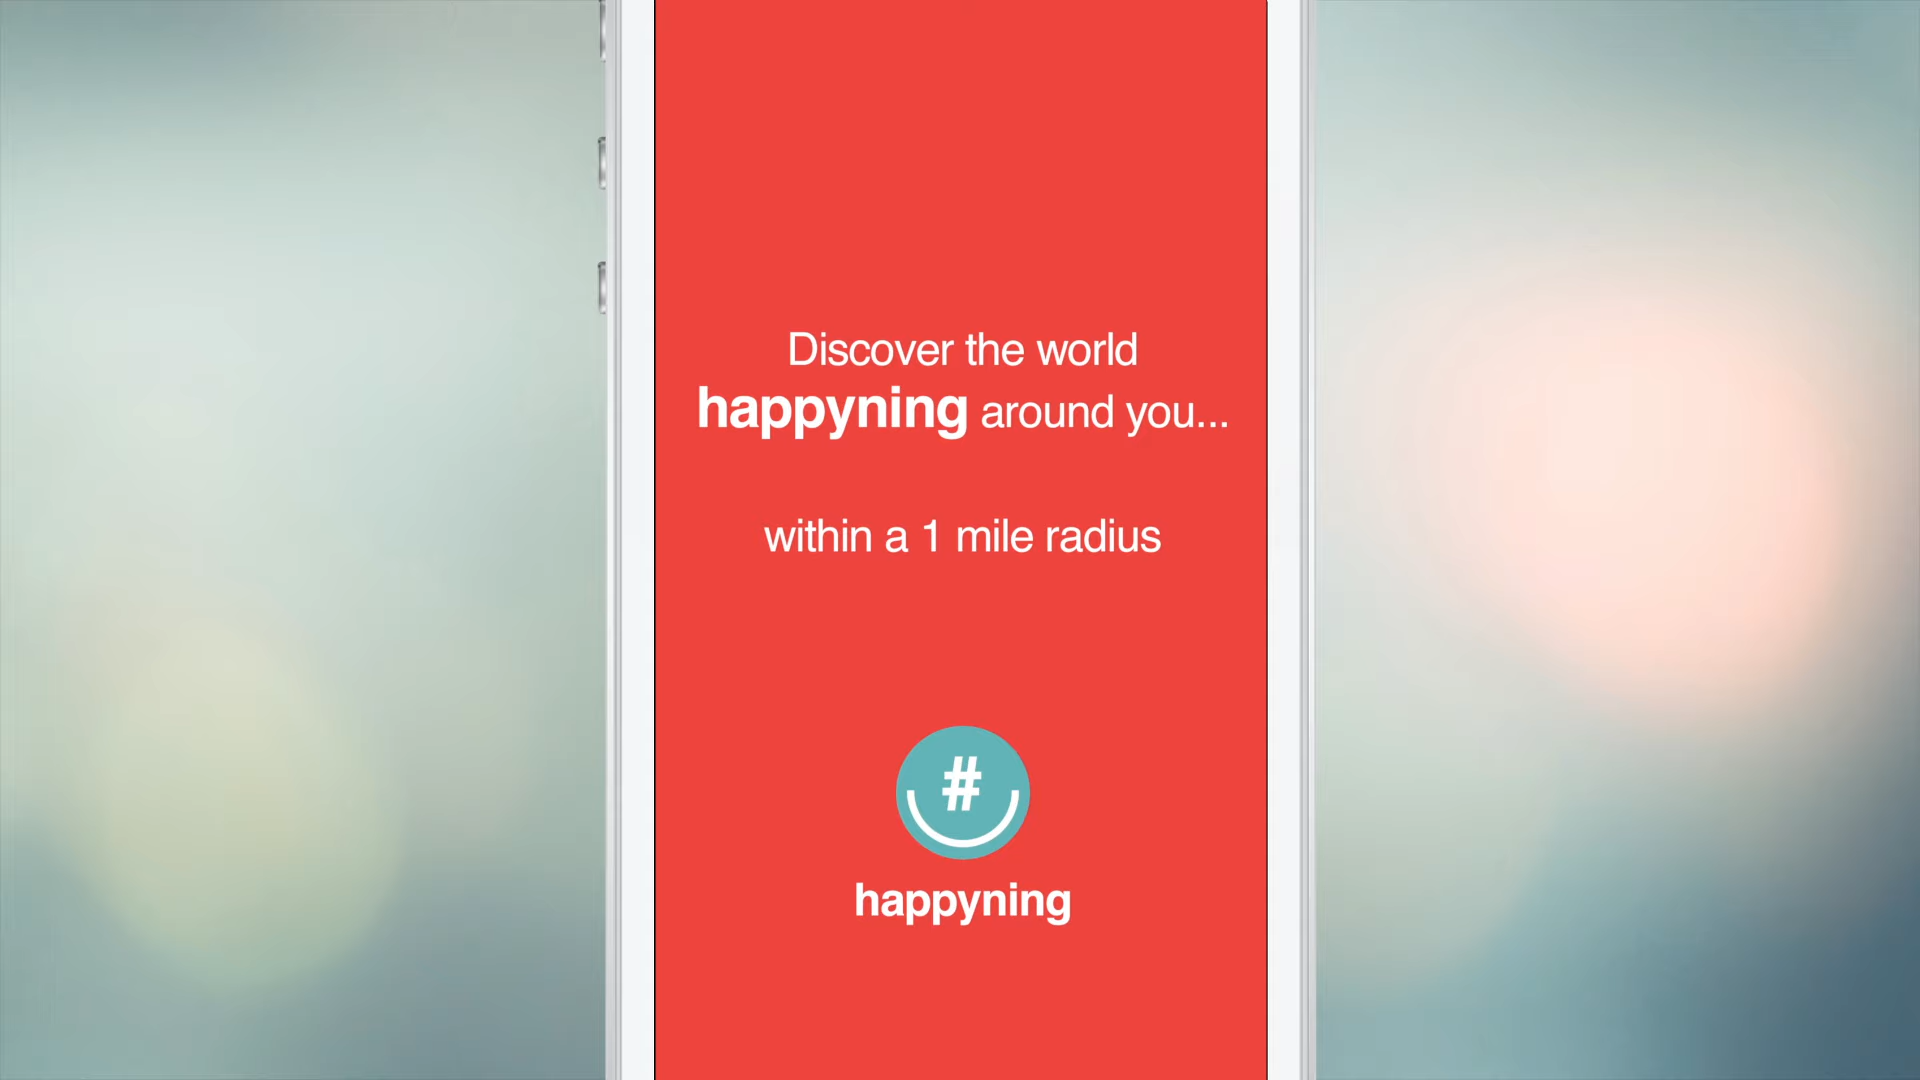 Discover the world
happyning around you...
within a 1 mile radius
#
happyning